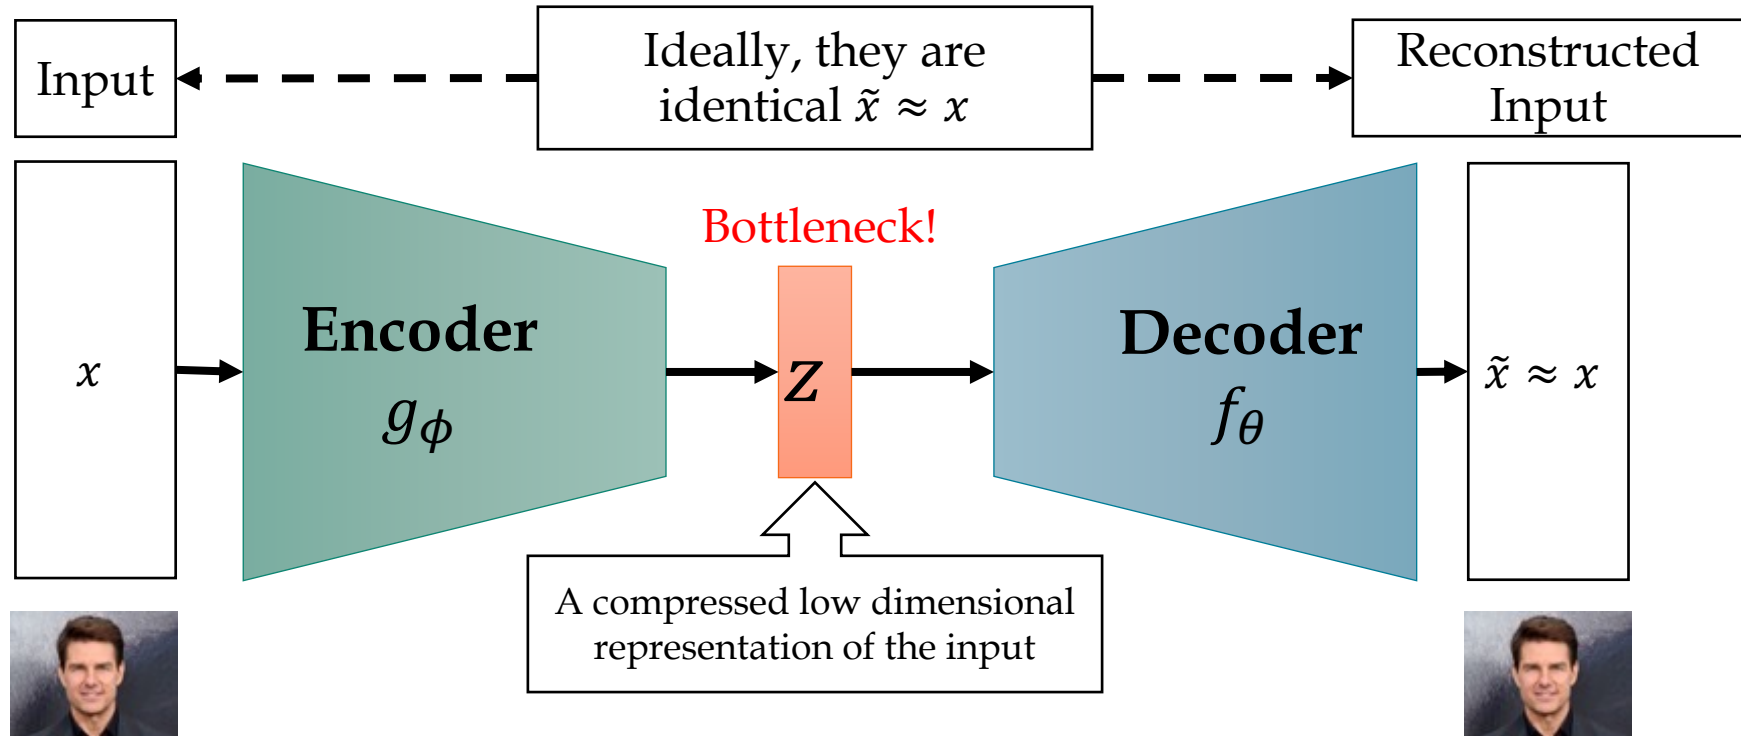 Input
Ideally, they are
identical x̃ ≈ x
Reconstructed
Input
Bottleneck!
x
Encoder
g_ϕ
z
Decoder
f_θ
x̃ ≈ x
A compressed low dimensional
representation of the input